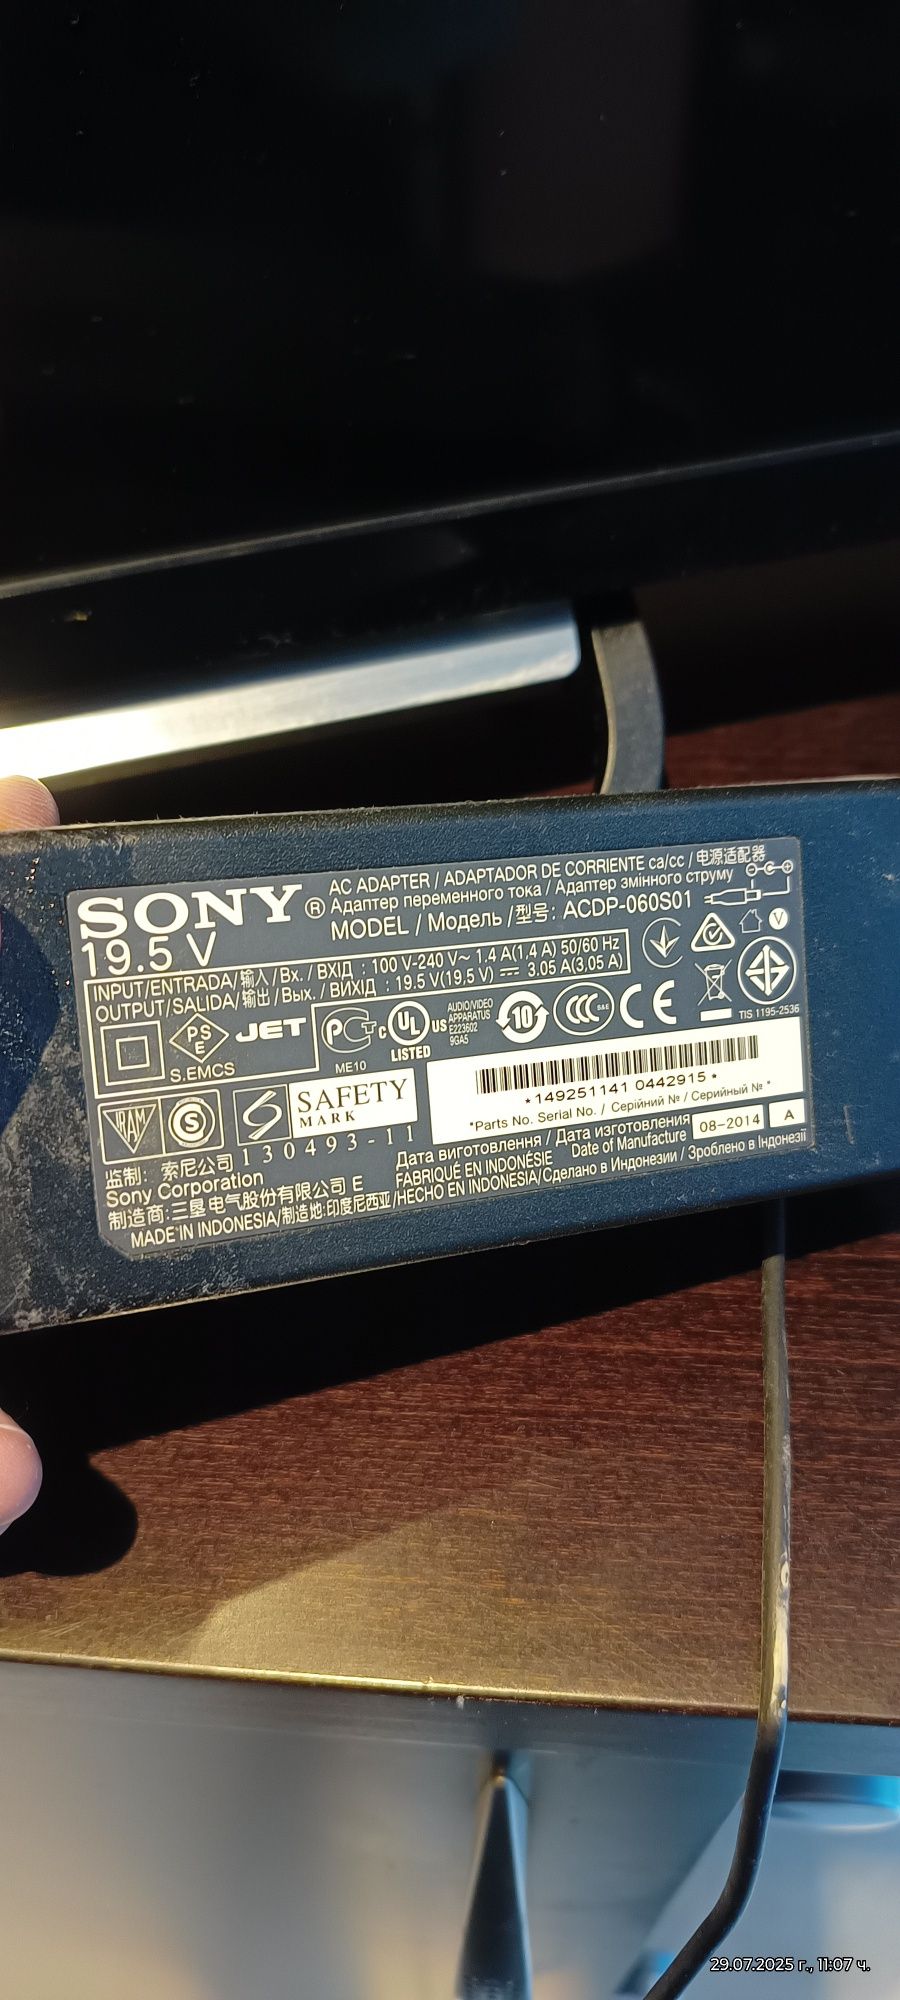 SONY ®
19.5 V
AC ADAPTER / ADAPTADOR DE CORRIENTE ca/cc / 电源适配器
Адаптер переменного тока / Адаптер змінного струму
MODEL / Модель /型号: ACDP-060S01
INPUT/ENTRADA/输入/Вх. / ВХІД : 100 V-240 V~ 1.4 A(1,4 A) 50/60 Hz
OUTPUT/SALIDA/输出/Вых. / ВИХІД : 19.5 V(19,5 V) ⎓ 3.05 A(3,05 A)
PS
E
JET
S.EMCS
PCT
ME10
c UL US
LISTED
AUDIO/VIDEO
APPARATUS
E223602
9GA5
10
CCC
S&E
CE
V
TIS 1195-2536
IRAM
S
SAFETY
MARK
130493-11
*149251141 0442915*
*Parts No. Serial No. / Серійний № / Серийный № *
Дата виготовлення / Дата изготовления
Date of Manufacture
08-2014
A
监制: 索尼公司
Sony Corporation
制造商:三垦电气股份有限公司 E
FABRIQUÉ EN INDONÉSIE
MADE IN INDONESIA/制造地:印度尼西亚/HECHO EN INDONESIA/Сделано в Индонезии / Зроблено в Індонезії
29.07.2025 г., 11:07 ч.